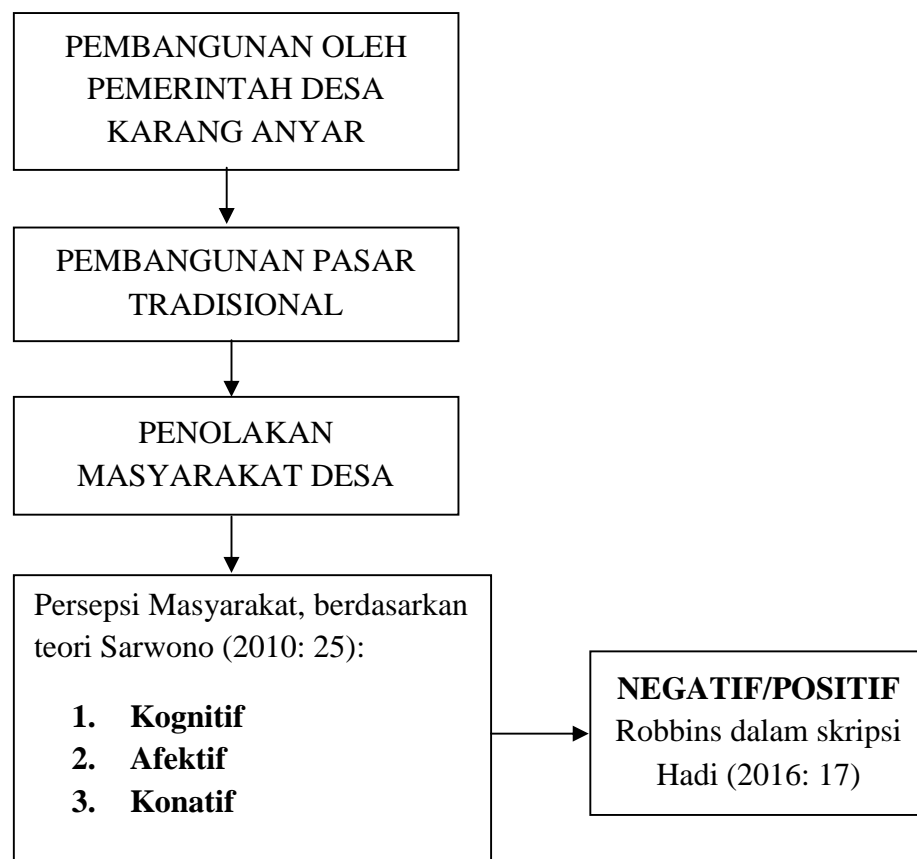 PEMBANGUNAN OLEH
PEMERINTAH DESA
KARANG ANYAR
PEMBANGUNAN PASAR
TRADISIONAL
PENOLAKAN
MASYARAKAT DESA
Persepsi Masyarakat, berdasarkan
teori Sarwono (2010: 25):
1. Kognitif
2. Afektif
3. Konatif
NEGATIF/POSITIF
Robbins dalam skripsi
Hadi (2016: 17)